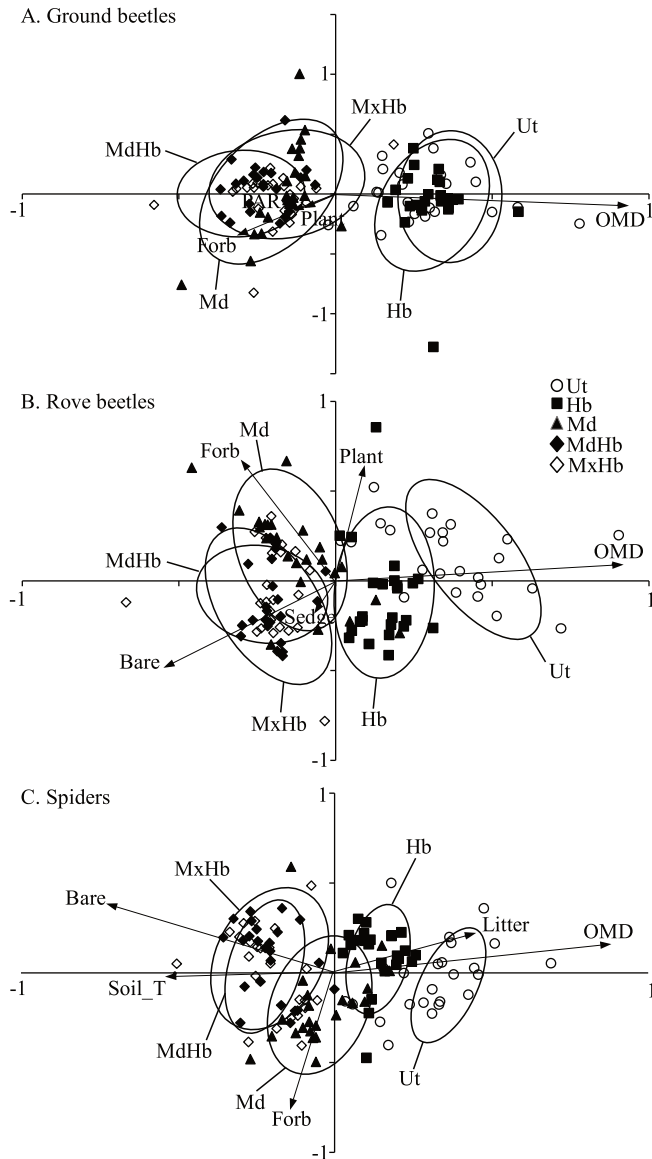 A. Ground beetles
1
MxHb
Ut
MdHb
-1
PAR
Plant
1
OMD
Forb
Md
Hb
-1
B. Rove beetles
1
Ut
Hb
Md
MdHb
MxHb
Md
Forb
Plant
MdHb
OMD
-1
1
Sedge
Bare
Ut
MxHb
Hb
-1
C. Spiders
1
Hb
MxHb
Bare
Litter
OMD
-1
1
Soil_T
MdHb
Ut
Md
Forb
-1